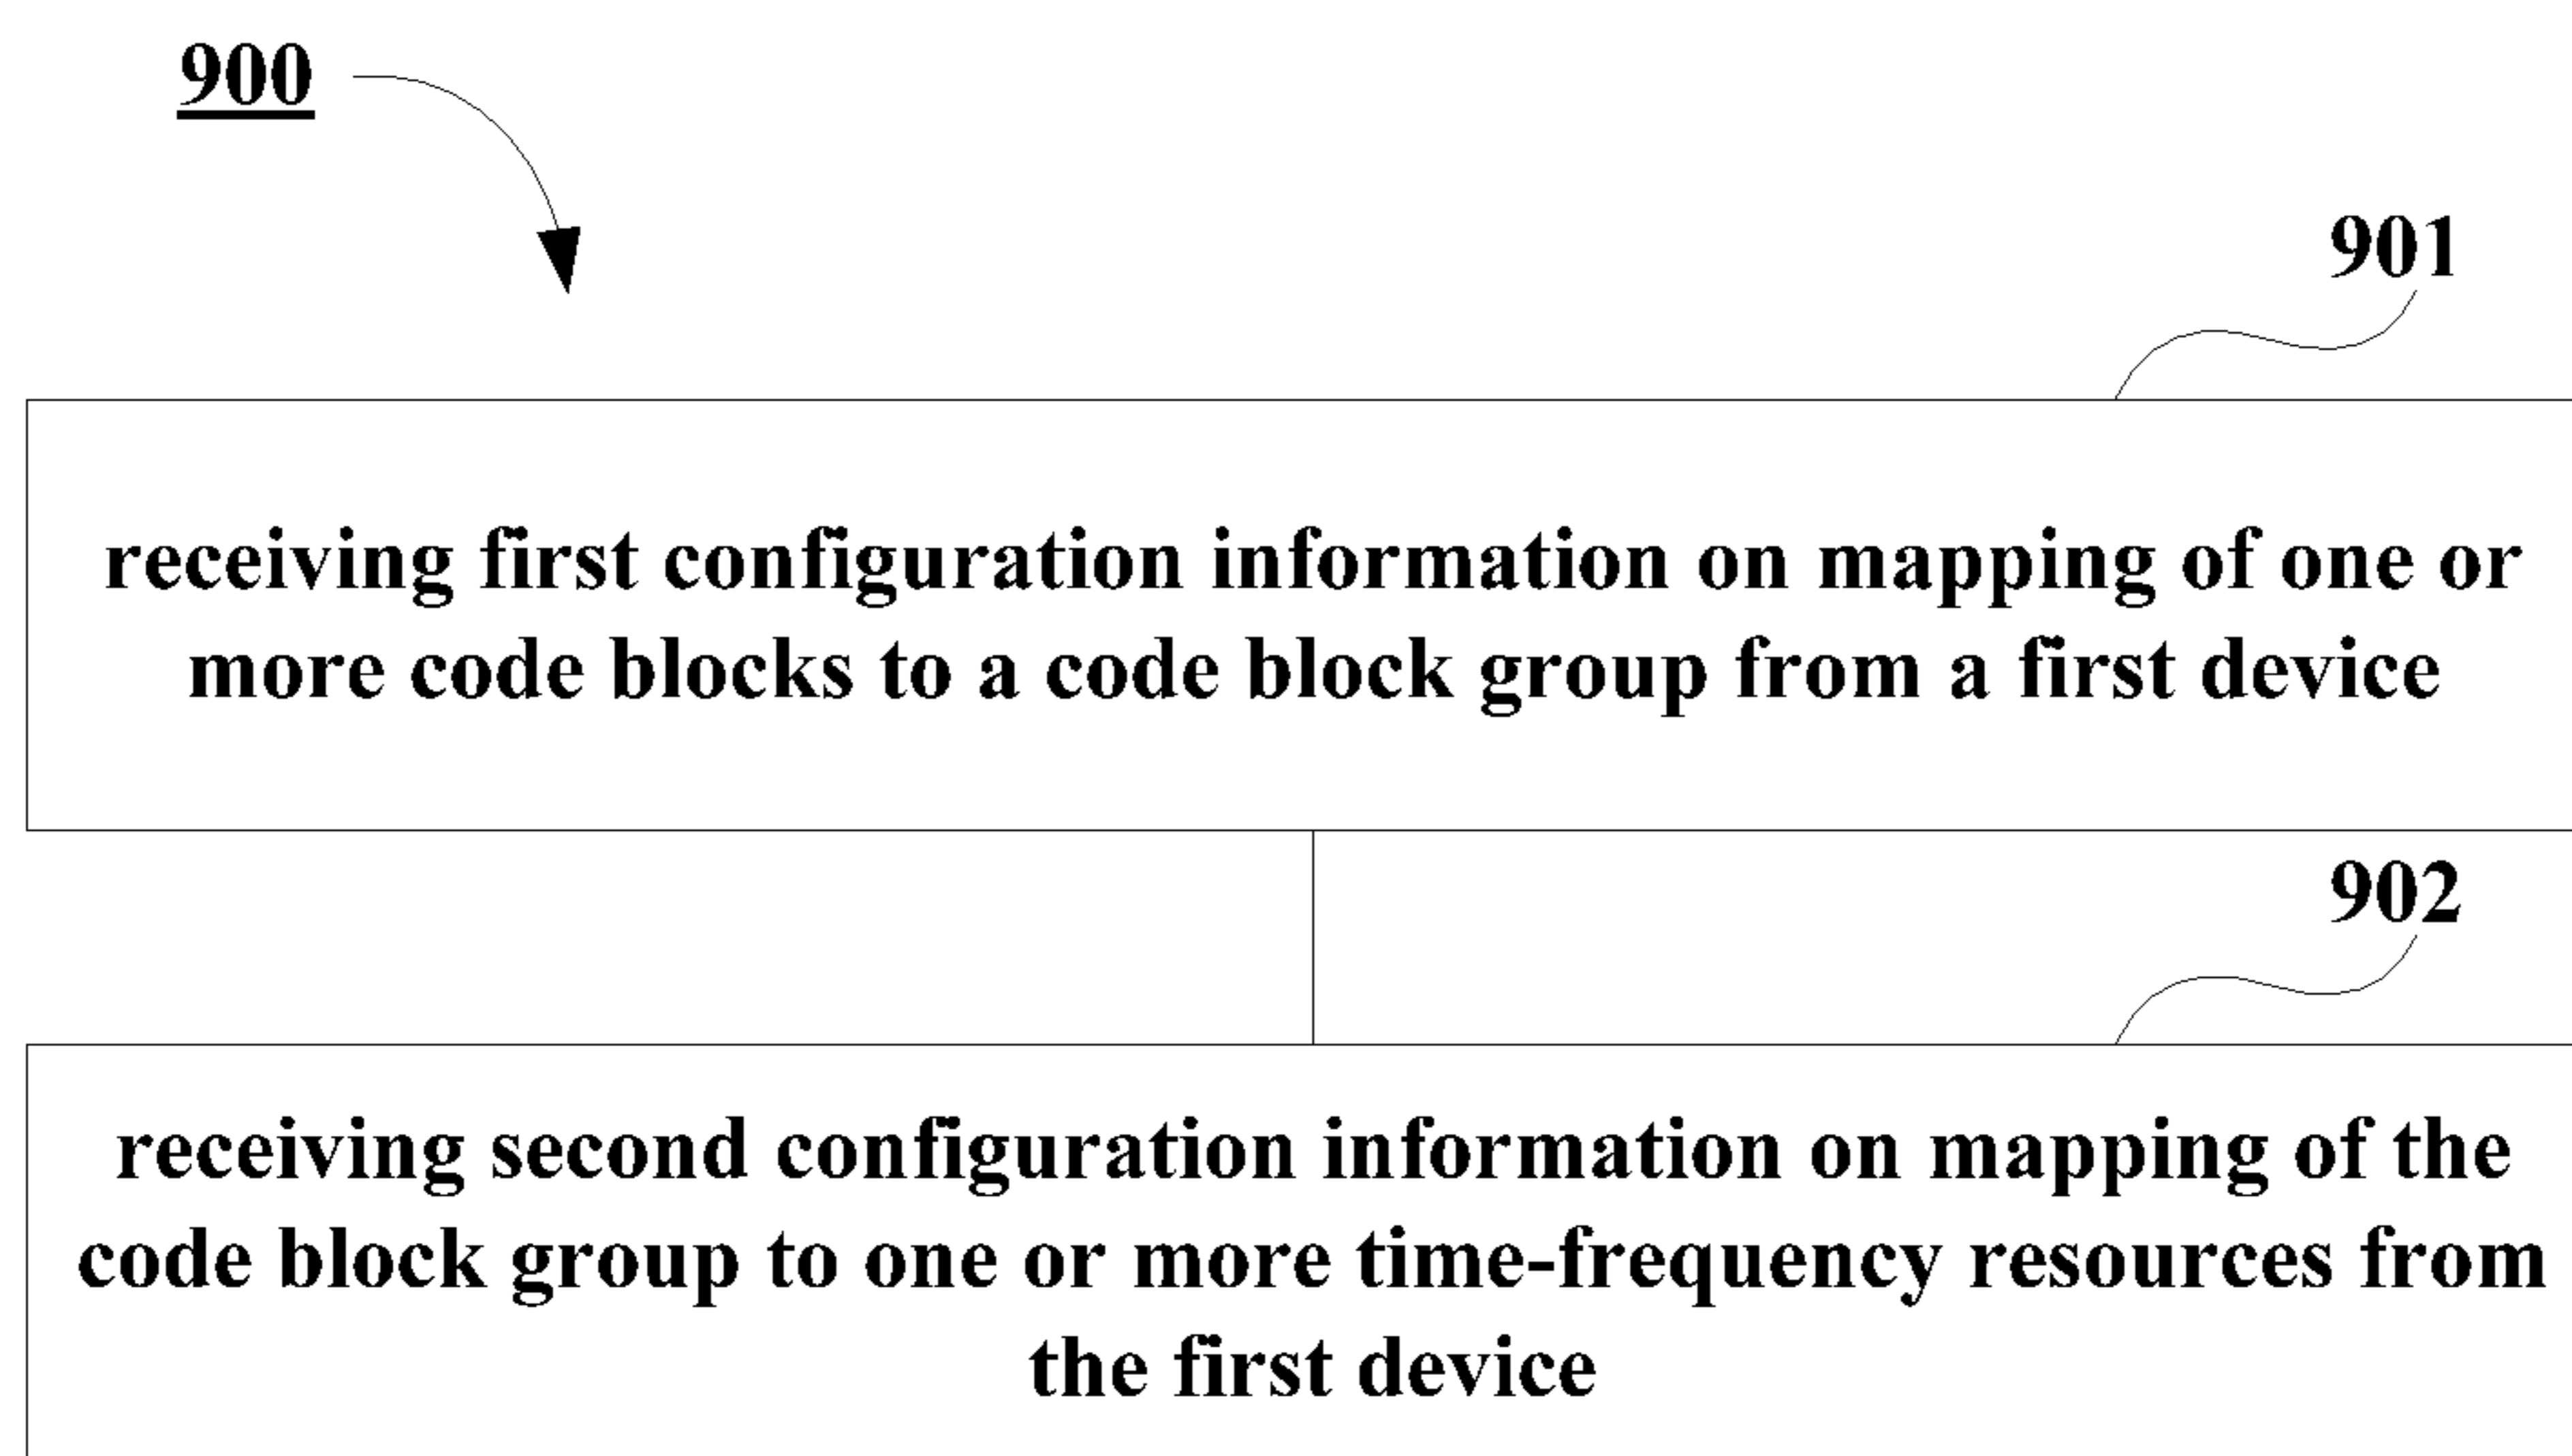 900
901
receiving first configuration information on mapping of one or
more code blocks to a code block group from a first device
902
receiving second configuration information on mapping of the
code block group to one or more time-frequency resources from
the first device